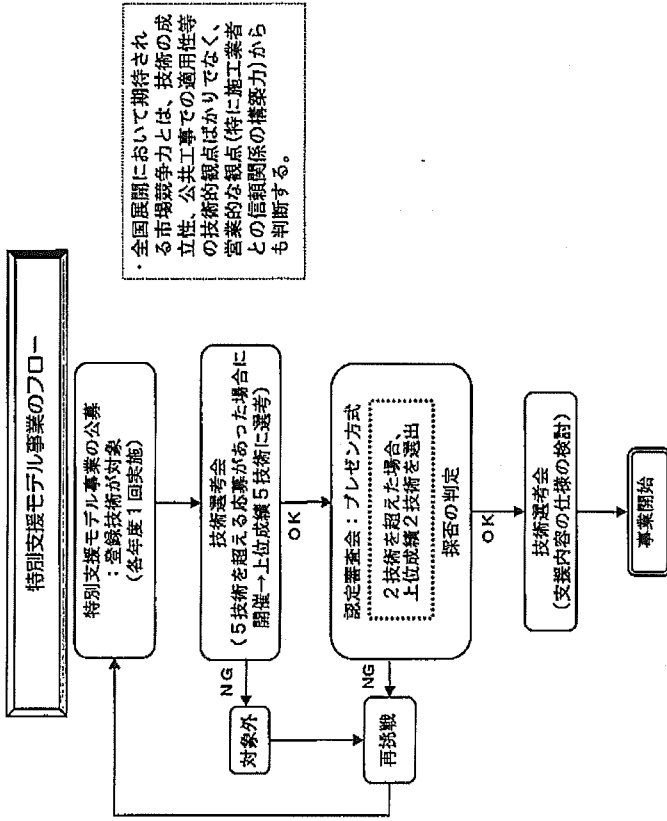 特別支援モデル事業のフロー
特別支援モデル事業の公募
：登録技術が対象
（各年度１回実施）
技術選考会
（５技術を超える応募があった場合に
開催→上位成績５技術に選考）
NG
OK
対象外
認定審査会：プレゼン方式
２技術を超えた場合、
上位成績２技術を選出
採否の判定
NG
OK
再挑戦
技術選考会
（支援内容の仕様の検討）
事業開始
・全国展開において期待され
る市場競争力とは、技術の成
立性、公共工事での適用性等
の技術的観点ばかりでなく、
営業的な観点(特に施工業者
との信頼関係の構築力)から
も判断する。